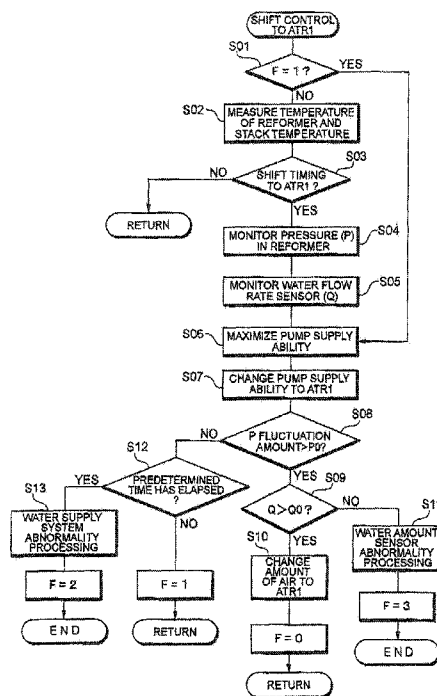 SHIFT CONTROL
TO ATR1
S01
F = 1 ?
YES
NO
S02
MEASURE TEMPERATURE
OF REFORMER AND
STACK TEMPERATURE
S03
NO
SHIFT TIMING
TO ATR1 ?
YES
RETURN
MONITOR PRESSURE (P)
IN REFORMER
S04
MONITOR WATER FLOW
RATE SENSOR (Q)
S05
S06
MAXIMIZE PUMP SUPPLY
ABILITY
S07
CHANGE PUMP SUPPLY
ABILITY TO ATR1
S08
NO
P FLUCTUATION
AMOUNT>P0?
YES
S12
PREDETERMINED
TIME HAS ELAPSED
?
YES
NO
S09
Q>Q0 ?
NO
YES
S13
WATER SUPPLY
SYSTEM
ABNORMALITY
PROCESSING
S10
CHANGE
AMOUNT
OF AIR TO
ATR1
S11
WATER AMOUNT
SENSOR
ABNORMALITY
PROCESSING
F = 2
F = 1
F = 0
F = 3
END
RETURN
RETURN
END